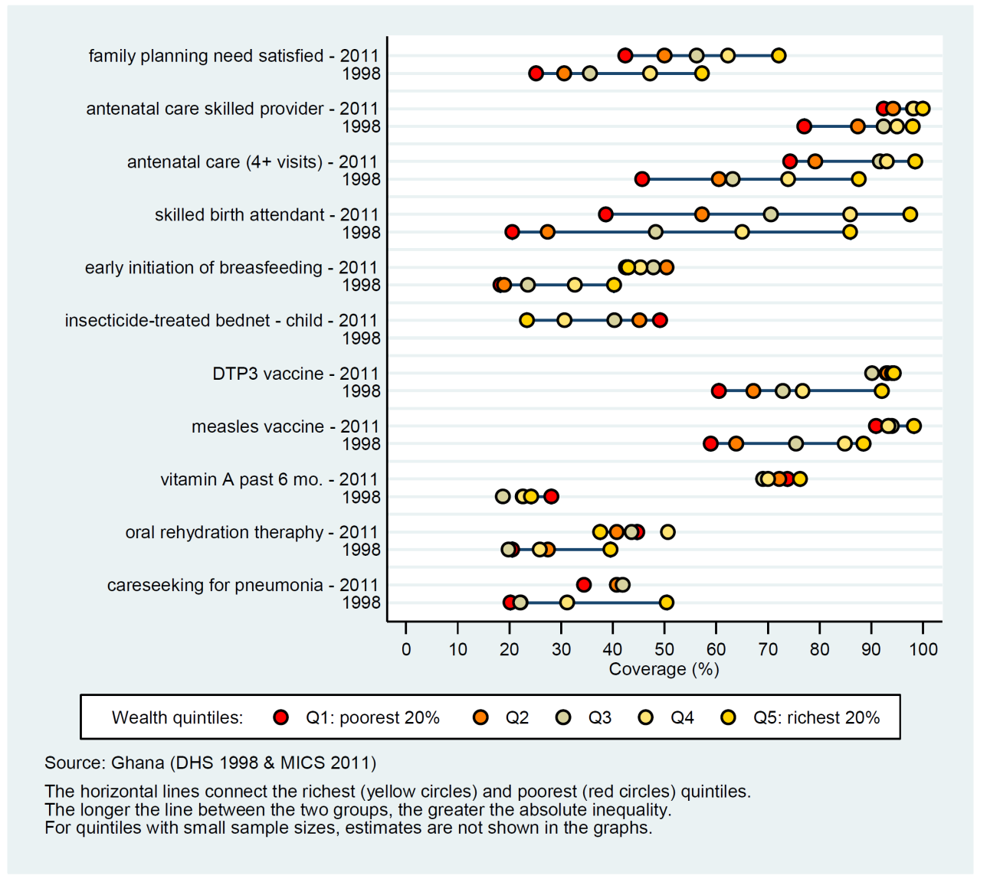 family planning need satisfied - 2011
1998
antenatal care skilled provider - 2011
1998
antenatal care (4+ visits) - 2011
1998
skilled birth attendant - 2011
1998
early initiation of breasfeeding - 2011
1998
insecticide-treated bednet - child - 2011
1998
DTP3 vaccine - 2011
1998
measles vaccine - 2011
1998
vitamin A past 6 mo. - 2011
1998
oral rehydration theraphy - 2011
1998
careseeking for pneumonia - 2011
1998
0 10 20 30 40 50 60 70 80 90 100
Coverage (%)
Wealth quintiles: Q1: poorest 20% Q2 Q3 Q4 Q5: richest 20%
Source: Ghana (DHS 1998 & MICS 2011)
The horizontal lines connect the richest (yellow circles) and poorest (red circles) quintiles.
The longer the line between the two groups, the greater the absolute inequality.
For quintiles with small sample sizes, estimates are not shown in the graphs.